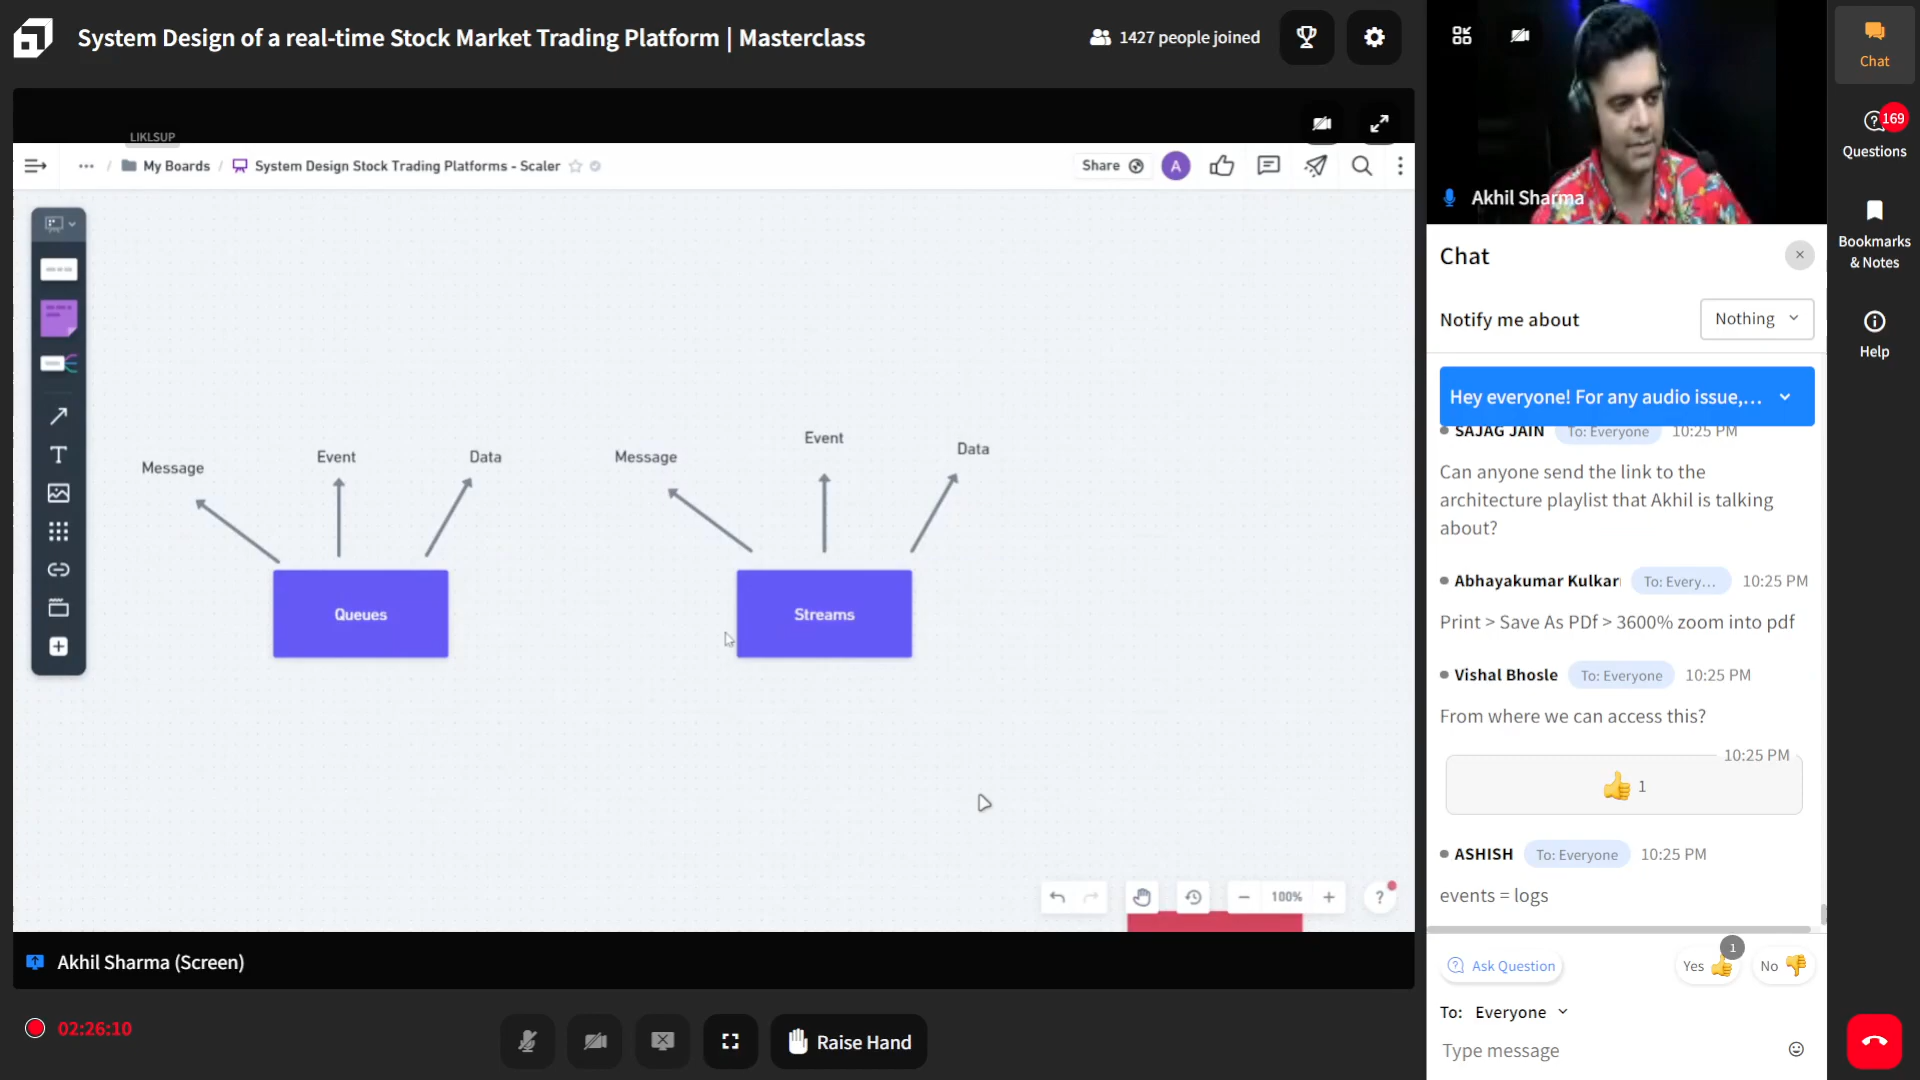 System Design of a real-time Stock Market Trading Platform | Masterclass
1427 people joined
LIKLSUP
My Boards / System Design Stock Trading Platforms - Scaler
Share
A
Message
Event
Data
Queues
Message
Event
Data
Streams
100%
?
Akhil Sharma (Screen)
02:26:10
Raise Hand
Akhil Sharma
Chat
Notify me about
Nothing
Hey everyone! For any audio issue,...
SAJAG JAIN To: Everyone 10:25 PM
Can anyone send the link to the
architecture playlist that Akhil is talking
about?
Abhayakumar Kulkar To: Every... 10:25 PM
Print > Save As PDf > 3600% zoom into pdf
Vishal Bhosle To: Everyone 10:25 PM
From where we can access this?
10:25 PM
1
ASHISH To: Everyone 10:25 PM
events = logs
Ask Question
Yes
1
No
To: Everyone
Type message
Chat
169
Questions
Bookmarks
& Notes
Help